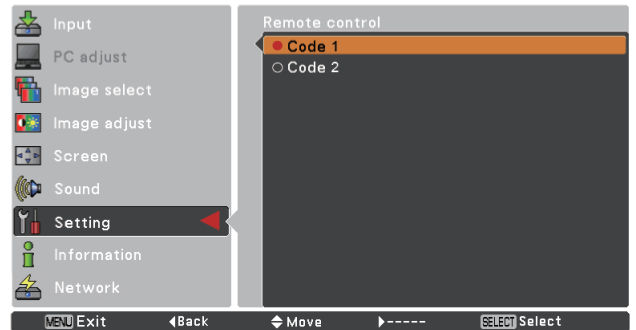 Input
PC adjust
Image select
Image adjust
Screen
Sound
Setting
Information
Network
Remote control
Code 1
Code 2
MENU Exit Back Move ----- SELECT Select